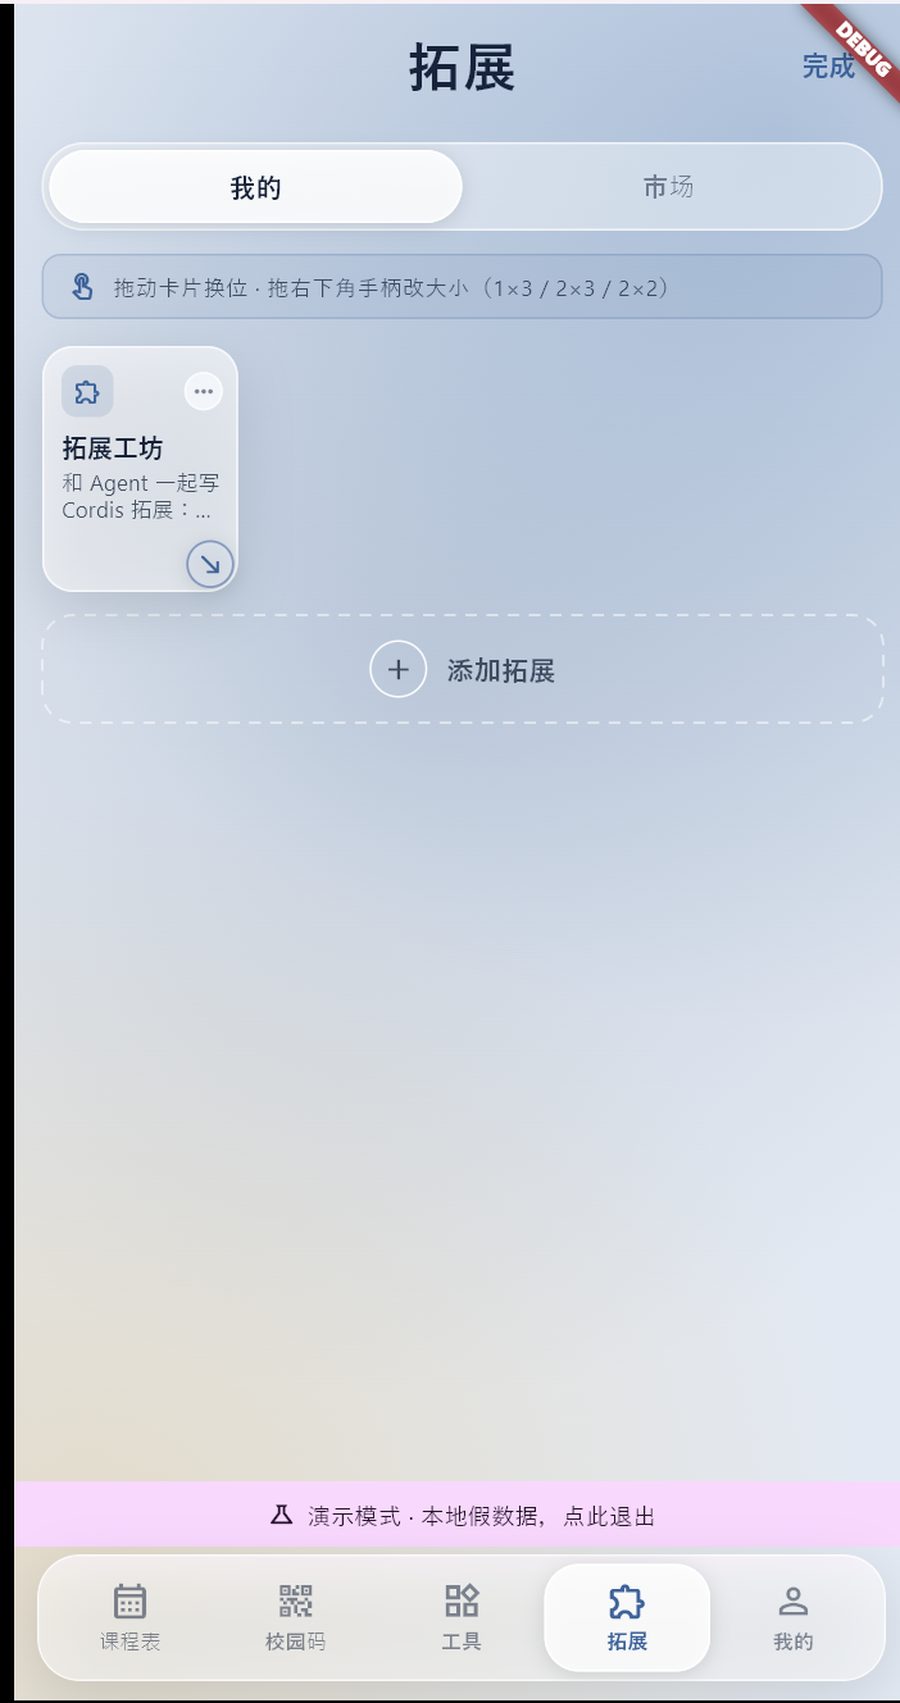 拓展
完成
DEBUG
我的
市场
拖动卡片换位 · 拖右下角手柄改大小（1×3 / 2×3 / 2×2）
拓展工坊
和 Agent 一起写
Cordis 拓展：...
添加拓展
演示模式 · 本地假数据，点此退出
课程表
校园码
工具
拓展
我的